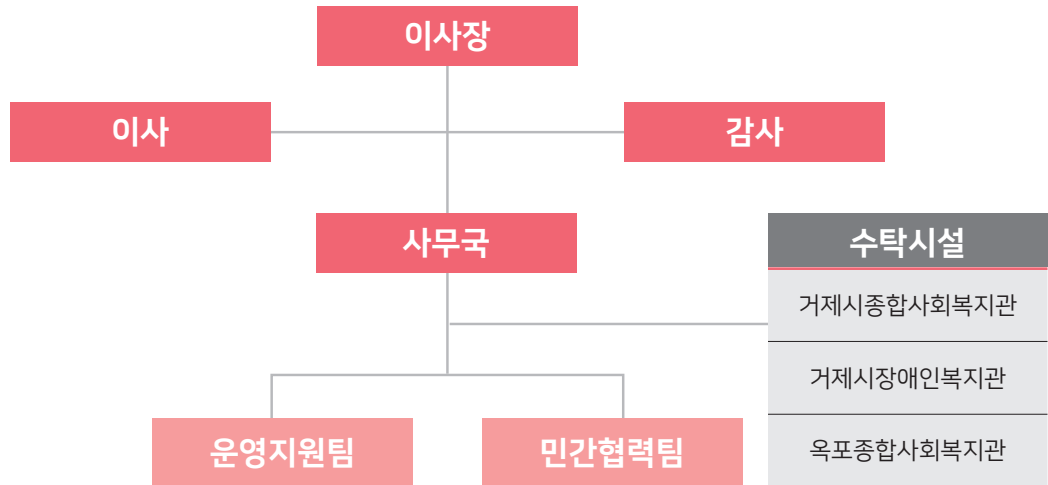 이사장
이사
감사
사무국
수탁시설
거제시종합사회복지관
거제시장애인복지관
옥포종합사회복지관
운영지원팀
민간협력팀